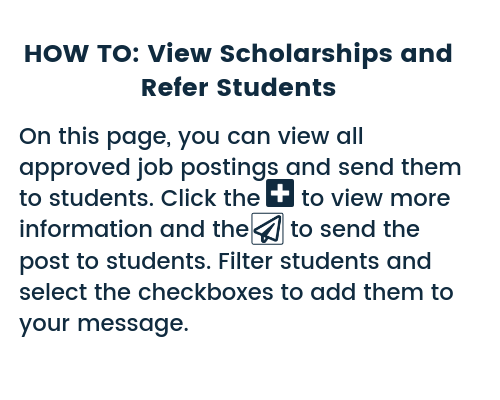 HOW TO: View Scholarships and
Refer Students
On this page, you can view all
approved job postings and send them
to students. Click the to view more
information and the to send the
post to students. Filter students and
select the checkboxes to add them to
your message.